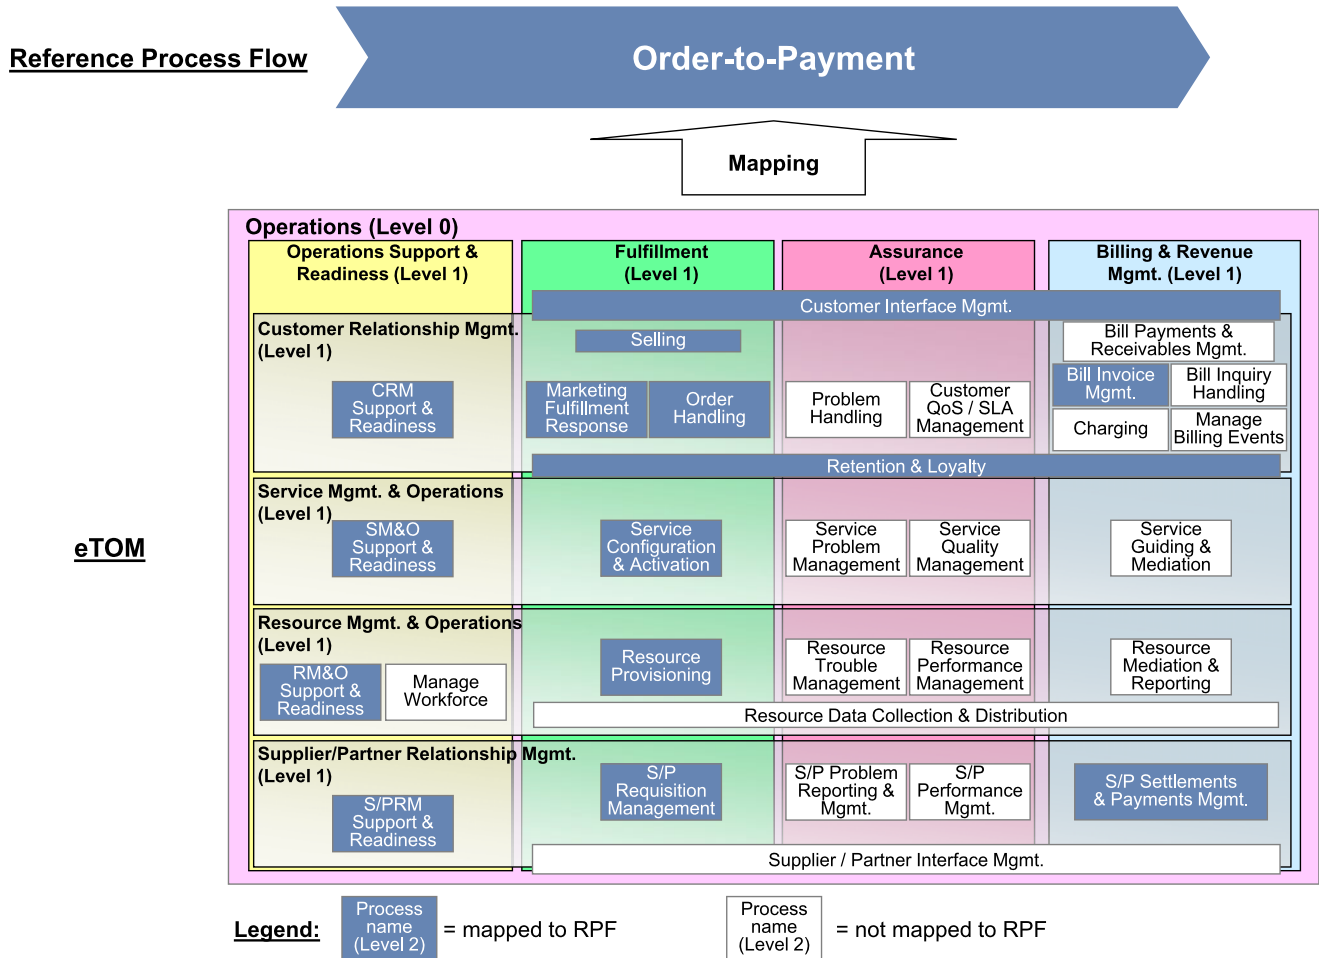 Reference Process Flow
Order-to-Payment
Mapping
eTOM
Operations (Level 0)
Operations Support &
Readiness (Level 1)
Fulfillment
(Level 1)
Assurance
(Level 1)
Billing & Revenue
Mgmt. (Level 1)
Customer Interface Mgmt.
Customer Relationship Mgmt.
(Level 1)
Selling
Bill Payments &
Receivables Mgmt.
CRM
Support &
Readiness
Marketing
Fulfillment
Response
Order
Handling
Problem
Handling
Customer
QoS / SLA
Management
Bill Invoice
Mgmt.
Bill Inquiry
Handling
Charging
Manage
Billing Events
Retention & Loyalty
Service Mgmt. & Operations
(Level 1)
SM&O
Support &
Readiness
Service
Configuration
& Activation
Service
Problem
Management
Service
Quality
Management
Service
Guiding &
Mediation
Resource Mgmt. & Operations
(Level 1)
RM&O
Support &
Readiness
Manage
Workforce
Resource
Provisioning
Resource
Trouble
Management
Resource
Performance
Management
Resource
Mediation &
Reporting
Resource Data Collection & Distribution
Supplier/Partner Relationship Mgmt.
(Level 1)
S/PRM
Support &
Readiness
S/P
Requisition
Management
S/P Problem
Reporting &
Mgmt.
S/P
Performance
Mgmt.
S/P Settlements
& Payments Mgmt.
Supplier / Partner Interface Mgmt.
Legend:
Process
name
(Level 2)
= mapped to RPF
Process
name
(Level 2)
= not mapped to RPF